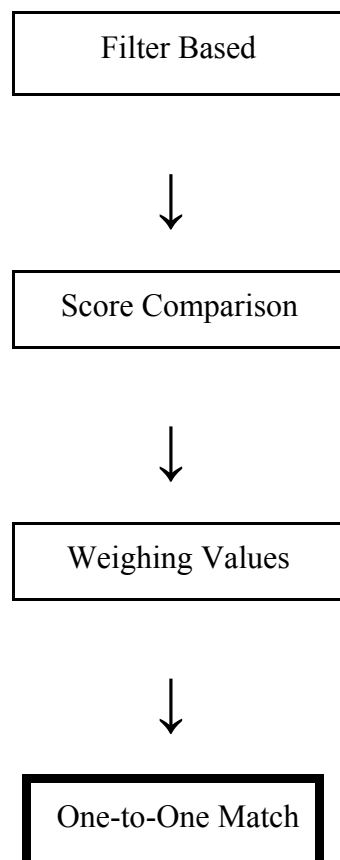 Filter Based
Score Comparison
Weighing Values
One-to-One Match